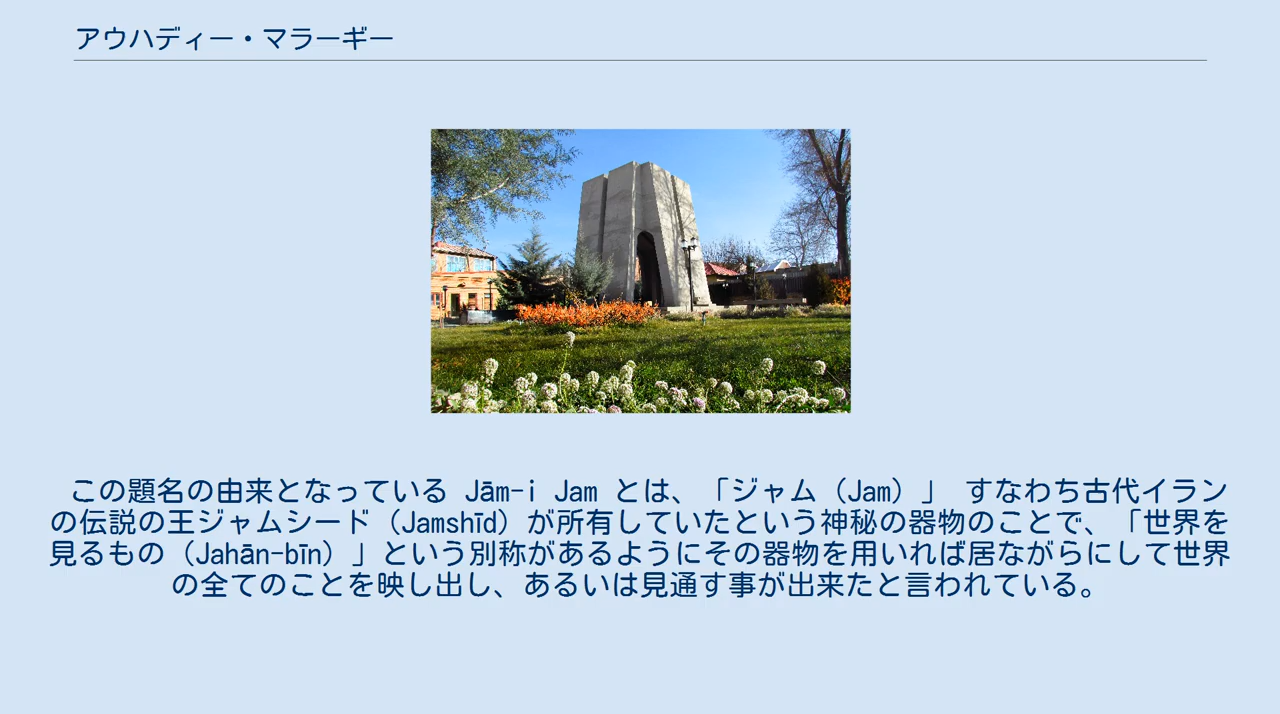 アウハディー・マラーギー
この題名の由来となっている Jām-i Jam とは、「ジャム（Jam）」 すなわち古代イラン
の伝説の王ジャムシード（Jamshīd）が所有していたという神秘の器物のことで、「世界を
見るもの（Jahān-bīn）」という別称があるようにその器物を用いれば居ながらにして世界
の全てのことを映し出し、あるいは見通す事が出来たと言われている。